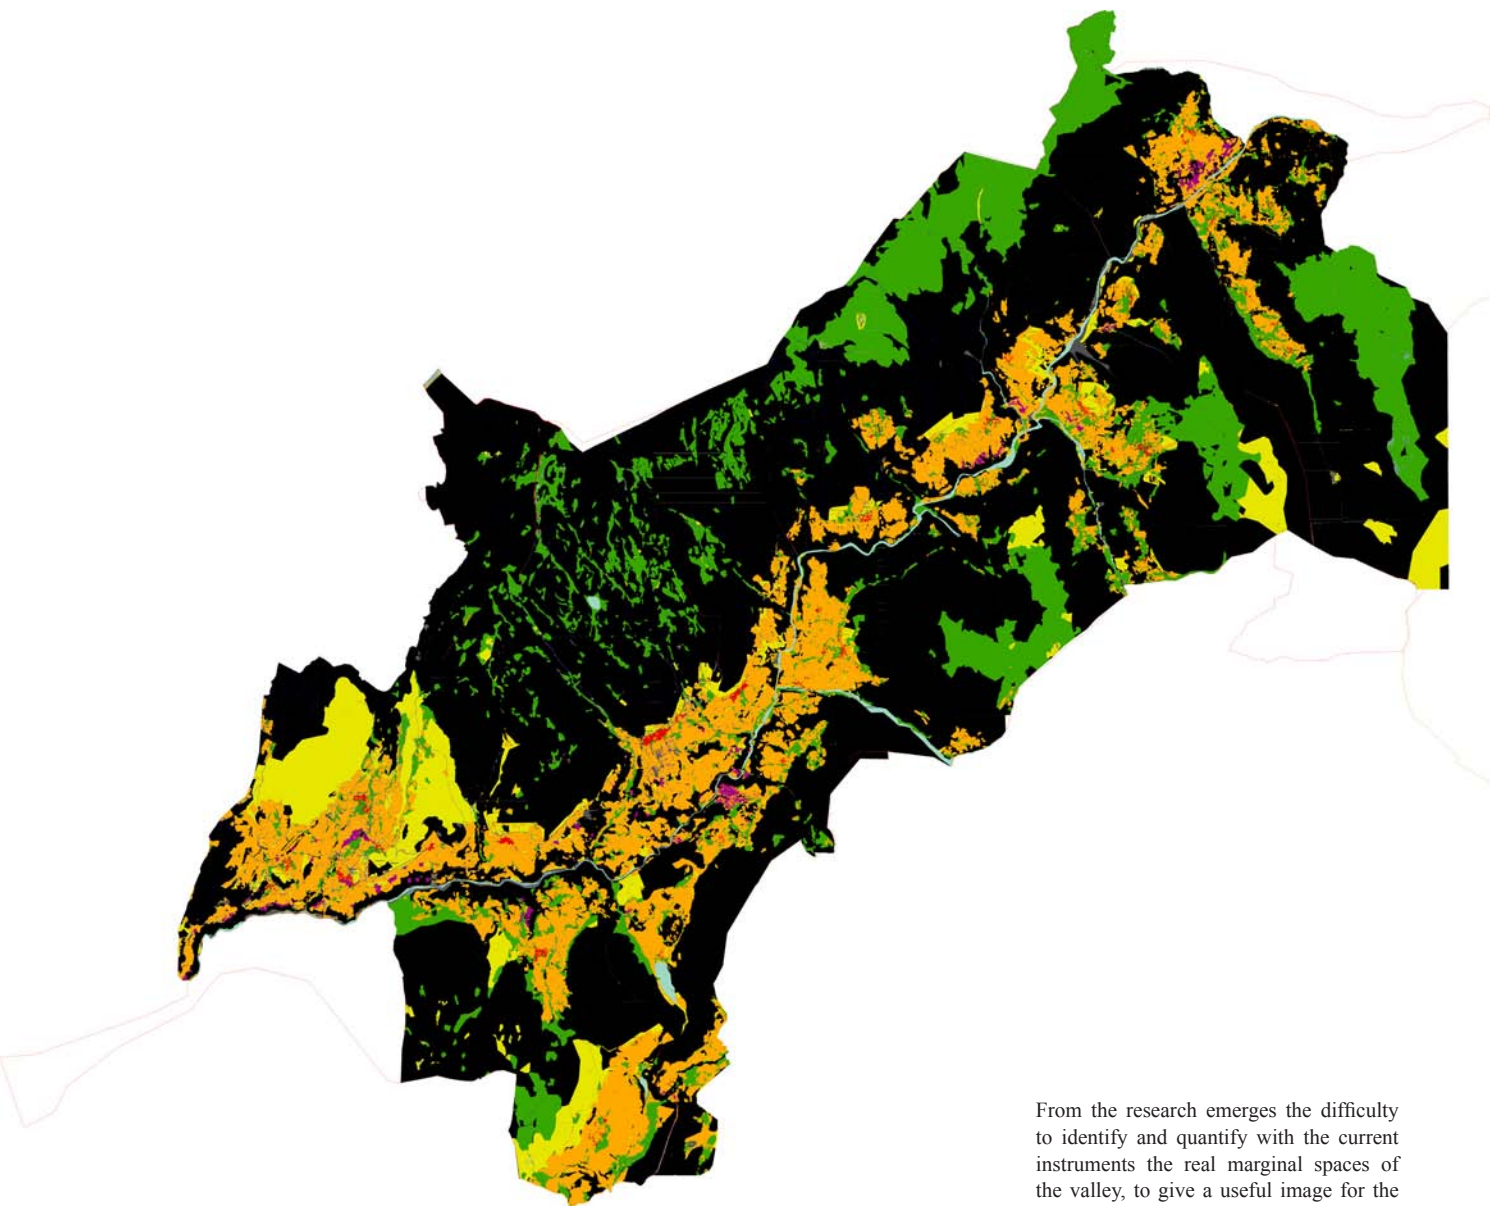 From the research emerges the difficulty
to identify and quantify with the current
instruments the real marginal spaces of
the valley, to give a useful image for the